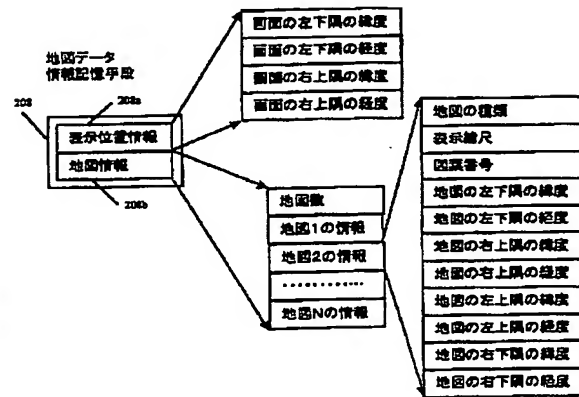 地図データ
情報記憶手段
208
208a
表示位置情報
地図情報
208b
画面の左下隅の緯度
画面の左下隅の経度
画面の右上隅の緯度
画面の右上隅の経度
地図数
地図1の情報
地図2の情報
…………
地図Nの情報
地図の種類
表示縮尺
図葉番号
地図の左下隅の緯度
地図の左下隅の経度
地図の右上隅の緯度
地図の右上隅の経度
地図の左上隅の緯度
地図の左上隅の経度
地図の右下隅の緯度
地図の右下隅の経度